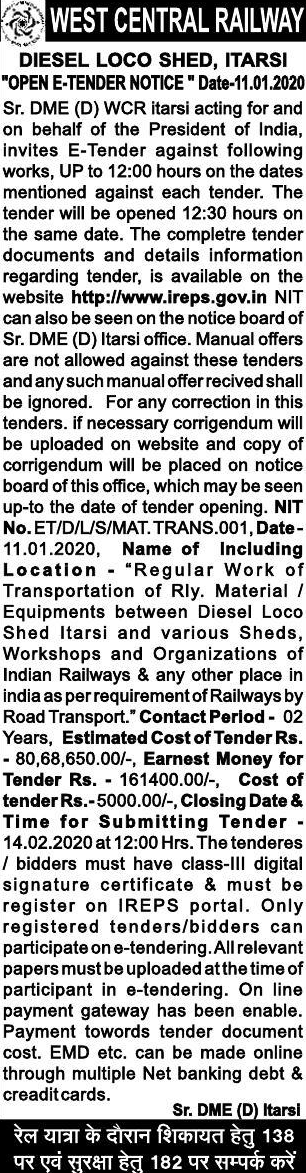 WEST CENTRAL RAILWAY
DIESEL LOCO SHED, ITARSI
"OPEN E-TENDER NOTICE " Date-11.01.2020
Sr. DME (D) WCR itarsi acting for and
on behalf of the President of India,
invites E-Tender against following
works, UP to 12:00 hours on the dates
mentioned against each tender. The
tender will be opened 12:30 hours on
the same date. The completre tender
documents and details information
regarding tender, is available on the
website http://www.ireps.gov.in NIT
can also be seen on the notice board of
Sr. DME (D) Itarsi office. Manual offers
are not allowed against these tenders
and any such manual offer recived shall
be ignored. For any correction in this
tenders. if necessary corrigendum will
be uploaded on website and copy of
corrigendum will be placed on notice
board of this office, which may be seen
up-to the date of tender opening. NIT
No. ET/D/L/S/MAT. TRANS.001, Date -
11.01.2020, Name of Including
Location - “Regular Work of
Transportation of Rly. Material /
Equipments between Diesel Loco
Shed Itarsi and various Sheds,
Workshops and Organizations of
Indian Railways & any other place in
india as per requirement of Railways by
Road Transport.” Contact Period - 02
Years, Estimated Cost of Tender Rs.
- 80,68,650.00/-, Earnest Money for
Tender Rs. - 161400.00/-, Cost of
tender Rs.- 5000.00/-, Closing Date &
Time for Submitting Tender -
14.02.2020 at 12:00 Hrs. The tenderes
/ bidders must have class-III digital
signature certificate & must be
register on IREPS portal. Only
registered tenders/bidders can
participate on e-tendering. All relevant
papers must be uploaded at the time of
participant in e-tendering. On line
payment gateway has been enable.
Payment towords tender document
cost. EMD etc. can be made online
through multiple Net banking debt &
creadit cards.
Sr. DME (D) Itarsi
रेल यात्रा के दौरान शिकायत हेतु 138
पर एवं सुरक्षा हेतु 182 पर सम्पर्क करें